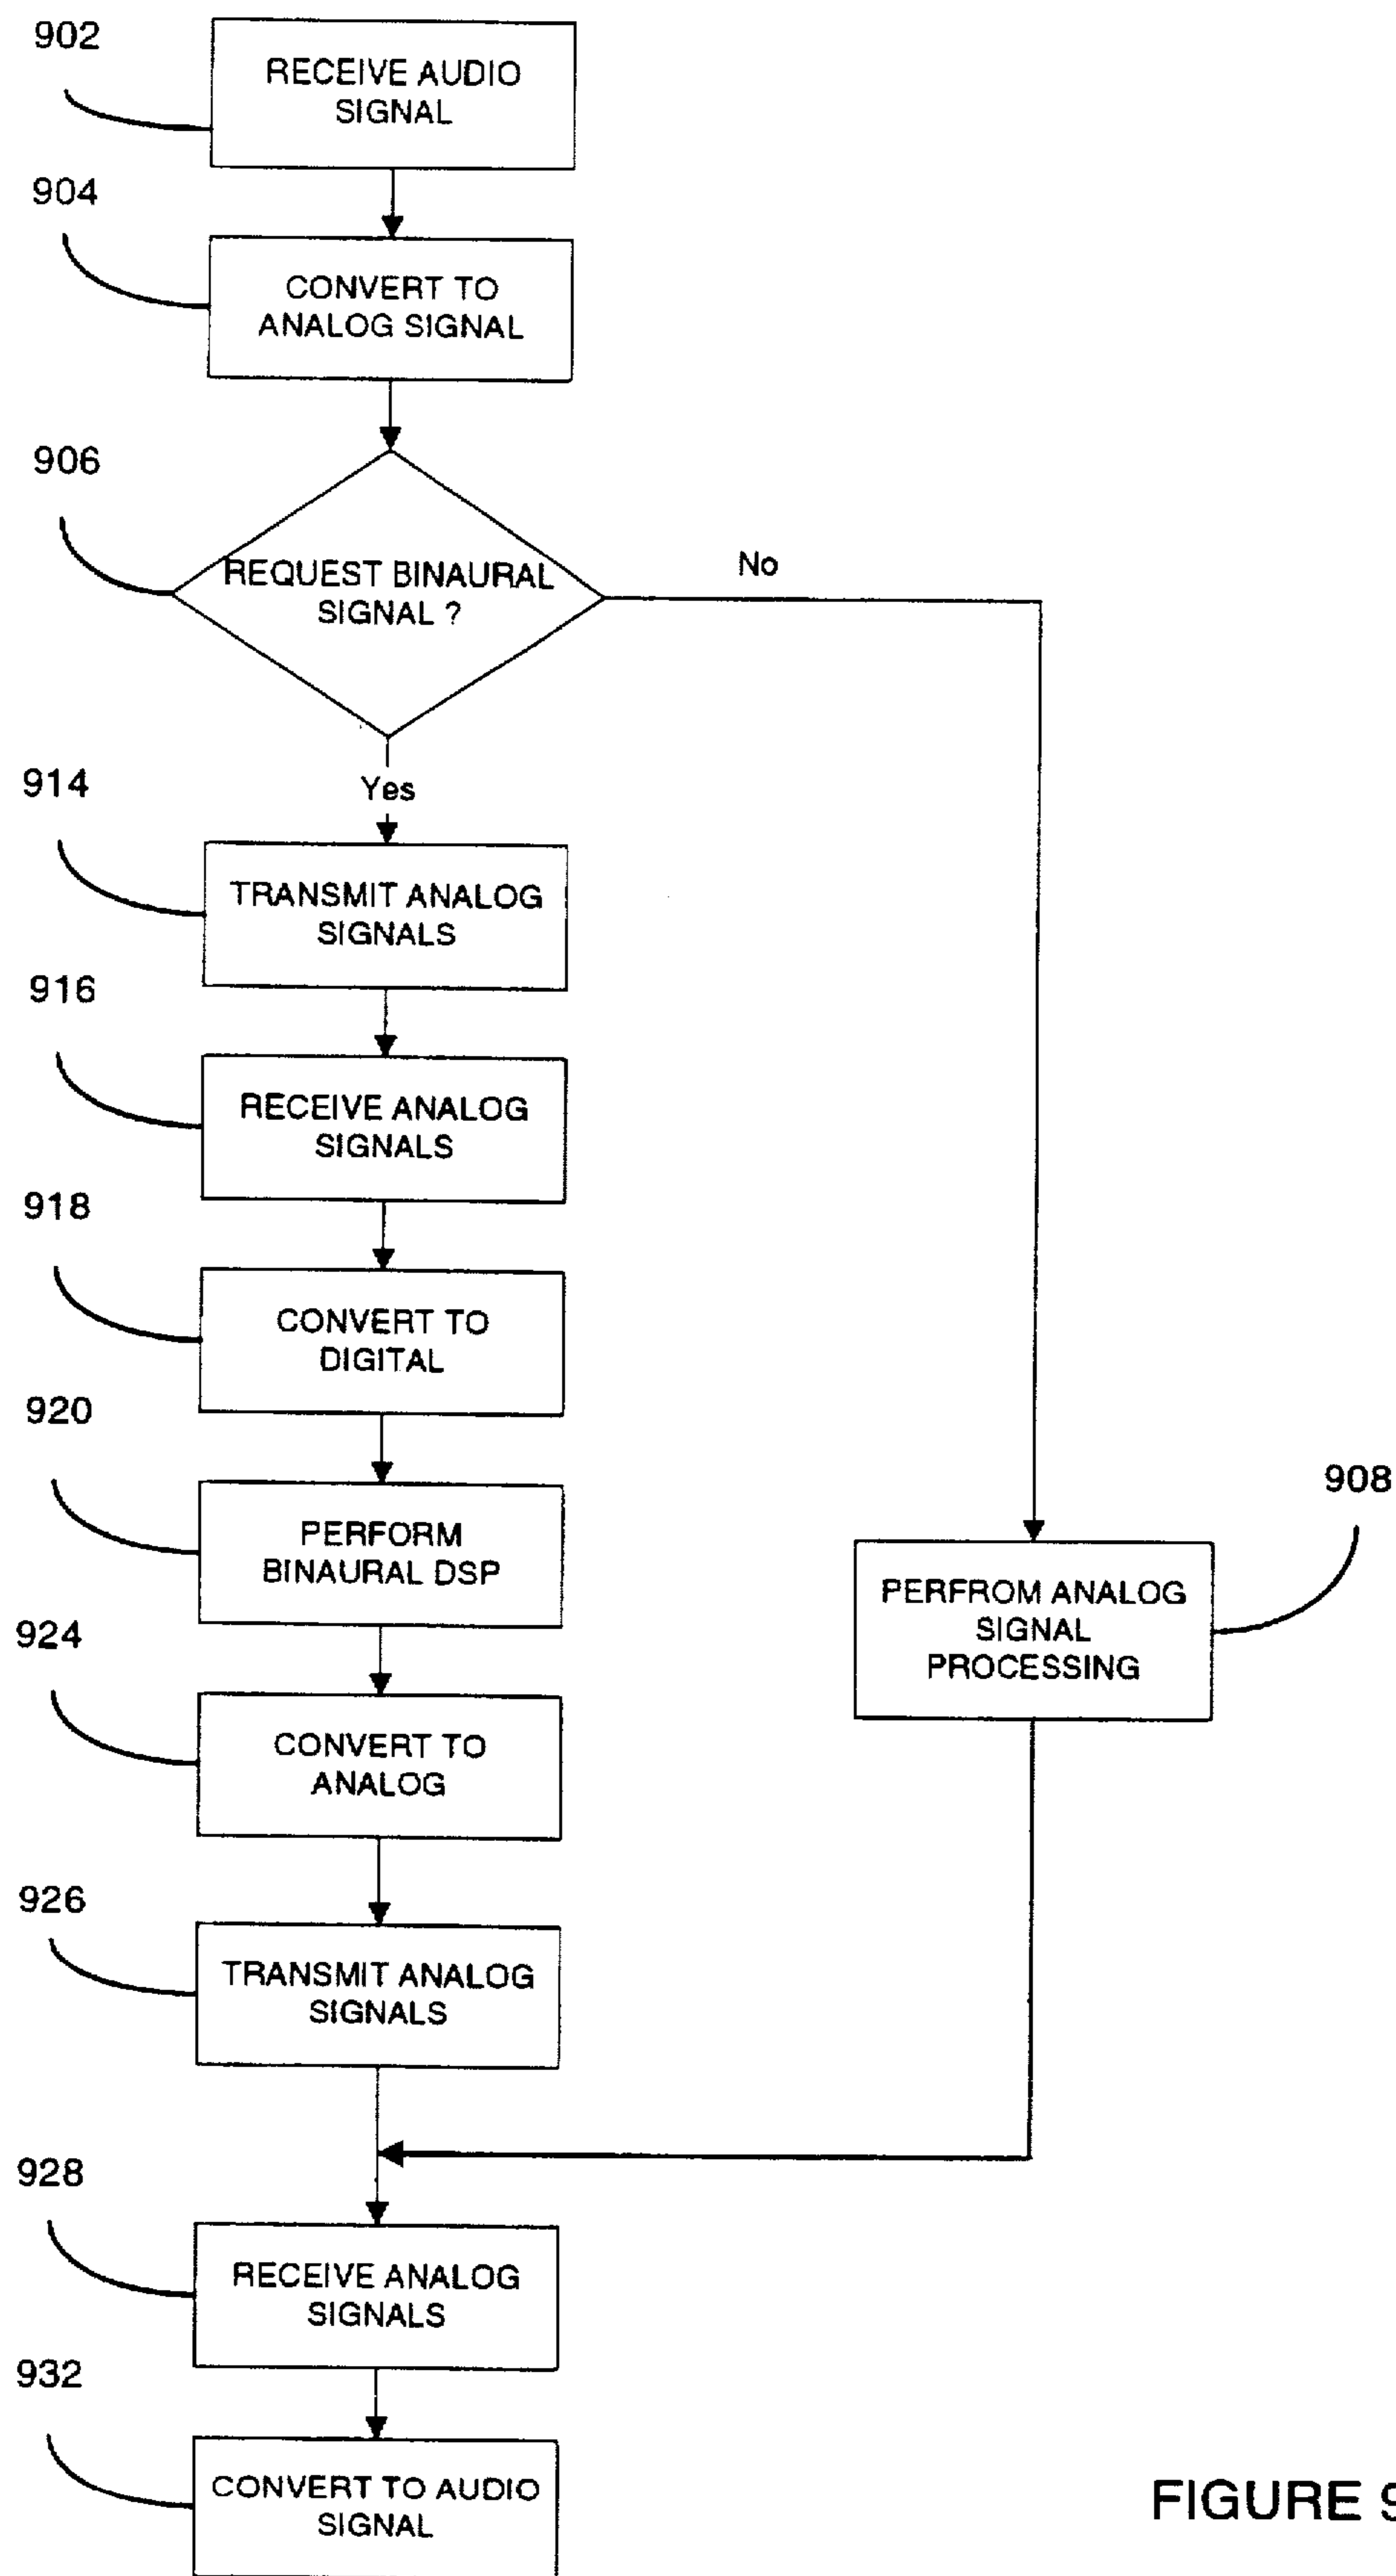 902
RECEIVE AUDIO
SIGNAL
904
CONVERT TO
ANALOG SIGNAL
906
REQUEST BINAURAL
SIGNAL ?
No
Yes
914
TRANSMIT ANALOG
SIGNALS
916
RECEIVE ANALOG
SIGNALS
918
CONVERT TO
DIGITAL
920
PERFORM
BINAURAL DSP
908
PERFROM ANALOG
SIGNAL
PROCESSING
924
CONVERT TO
ANALOG
926
TRANSMIT ANALOG
SIGNALS
928
RECEIVE ANALOG
SIGNALS
932
CONVERT TO AUDIO
SIGNAL
FIGURE 9